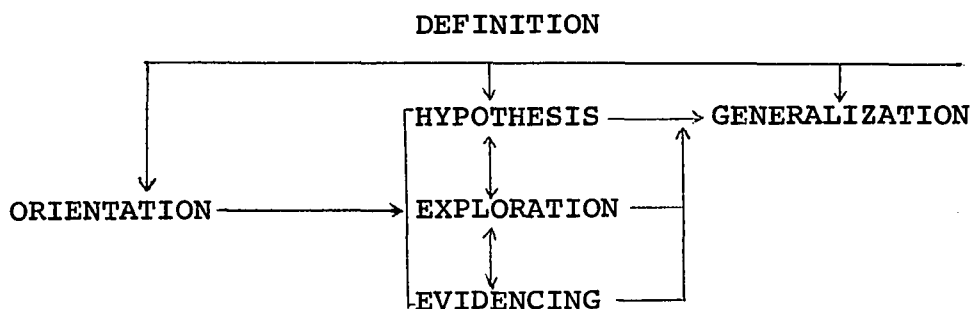 DEFINITION
HYPOTHESIS GENERALIZATION
ORIENTATION EXPLORATION
EVIDENCING